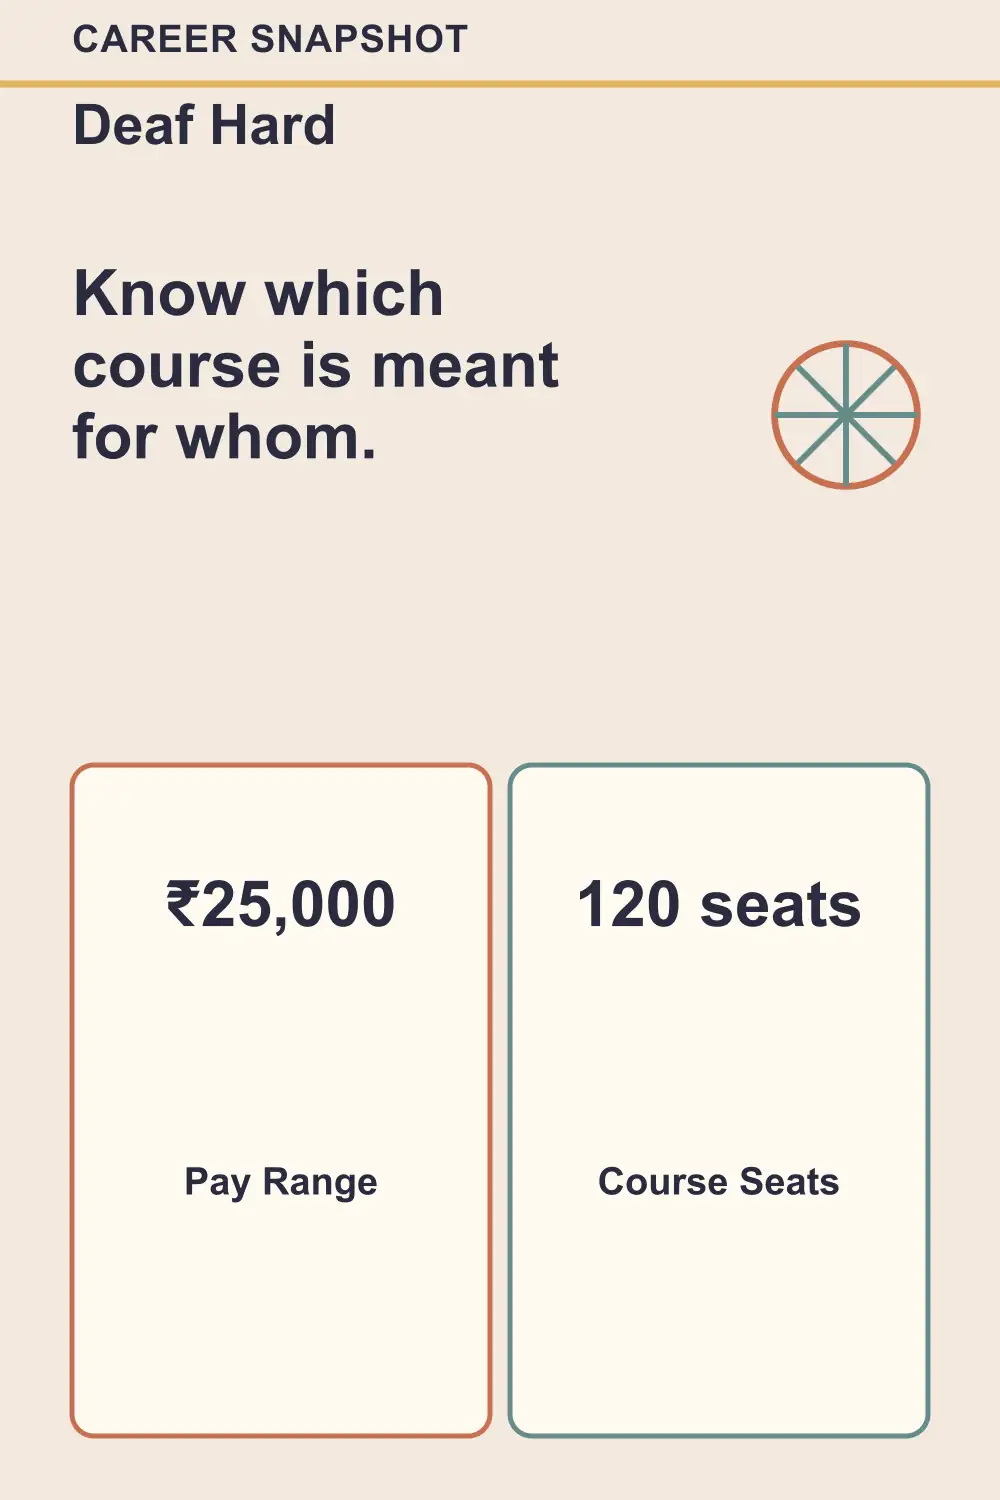 CAREER SNAPSHOT
Deaf Hard
Know which
course is meant
for whom.
₹25,000
120 seats
Pay Range
Course Seats